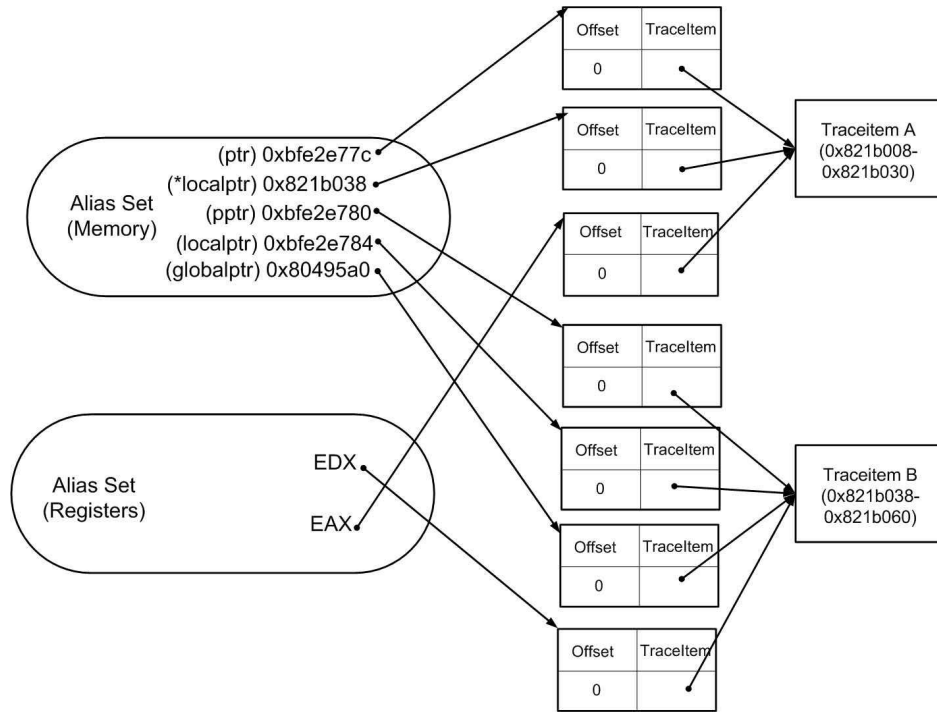 Offset TraceItem
0
Offset TraceItem
0
Traceitem A
(0x821b008-
0x821b030)
(ptr) 0xbfe2e77c
(*localptr) 0x821b038
(pptr) 0xbfe2e780
(localptr) 0xbfe2e784
(globalptr) 0x80495a0
Alias Set
(Memory)
Offset TraceItem
0
Offset TraceItem
0
Offset TraceItem
0
EDX
EAX
Alias Set
(Registers)
Traceitem B
(0x821b038-
0x821b060)
Offset TraceItem
0
Offset TraceItem
0